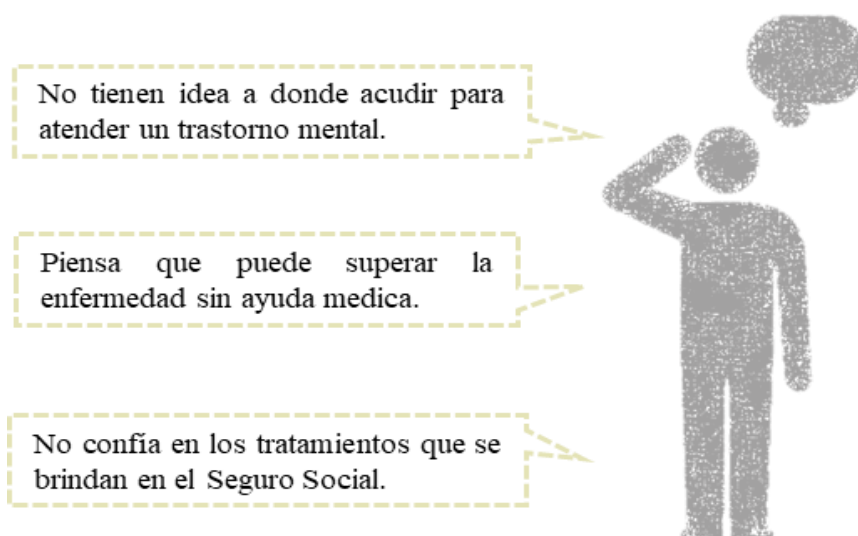 No tienen idea a donde acudir para
atender un trastorno mental.
Piensa que puede superar la
enfermedad sin ayuda medica.
No confía en los tratamientos que se
brindan en el Seguro Social.